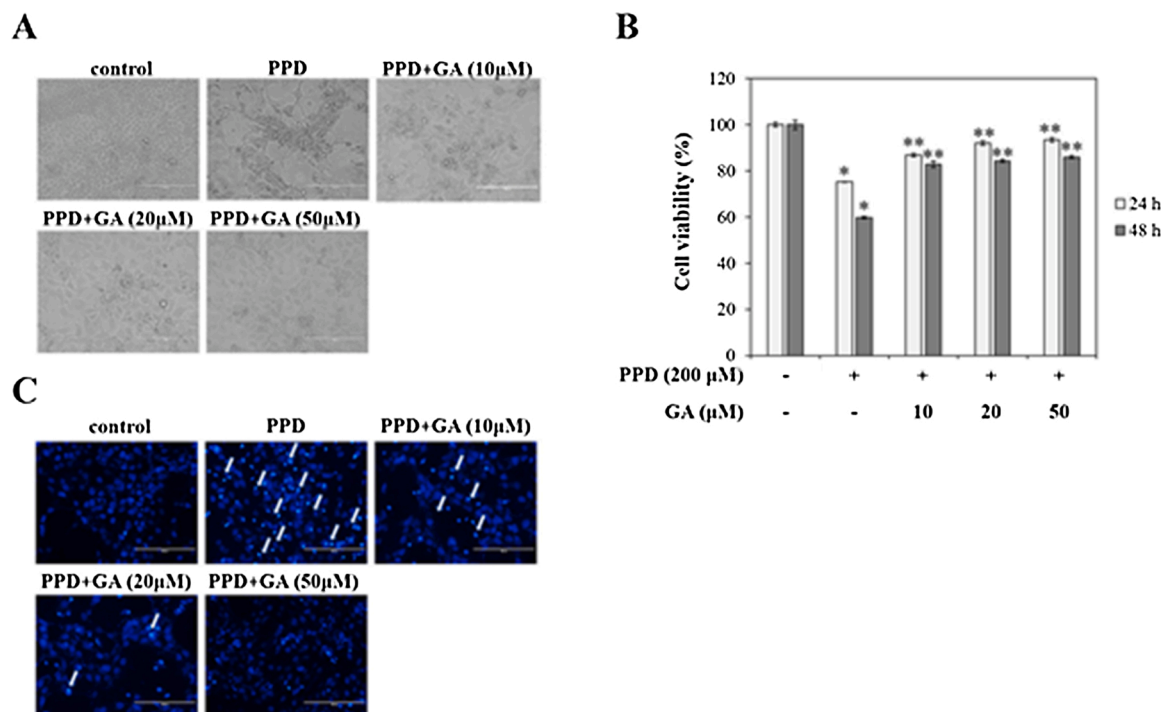 A
control PPD PPD+GA (10μM)
PPD+GA (20μM) PPD+GA (50μM)
B
120
100
80
60
40
20
0
Cell viability (%)
* * ** ** ** ** ** **
24 h
48 h
PPD (200 μM) - + + + +
GA (μM) - - 10 20 50
C
control PPD PPD+GA (10μM)
PPD+GA (20μM) PPD+GA (50μM)